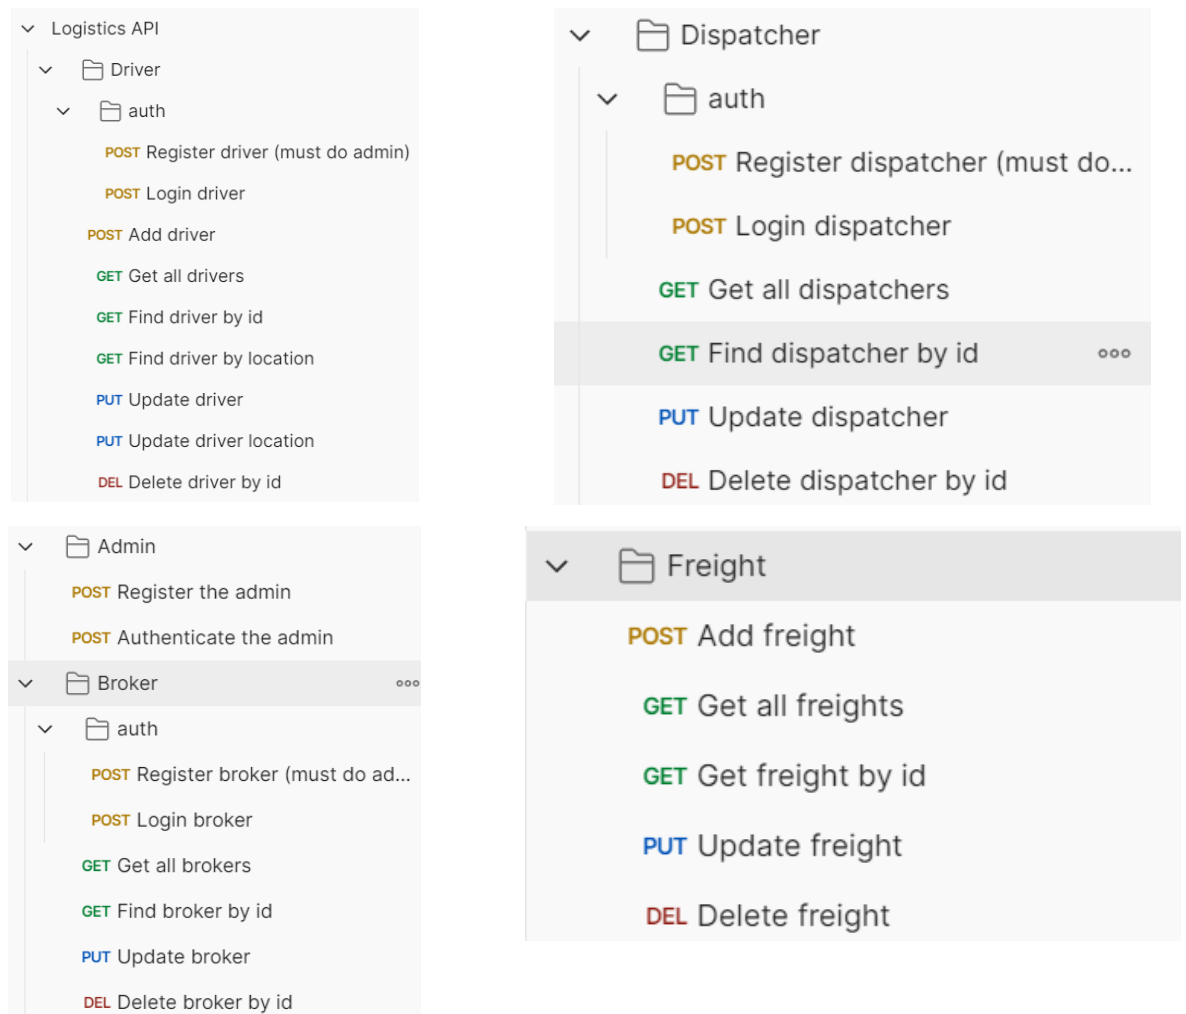 Logistics API
Driver
auth
POST Register driver (must do admin)
POST Login driver
POST Add driver
GET Get all drivers
GET Find driver by id
GET Find driver by location
PUT Update driver
PUT Update driver location
DEL Delete driver by id
Dispatcher
auth
POST Register dispatcher (must do...
POST Login dispatcher
GET Get all dispatchers
GET Find dispatcher by id
PUT Update dispatcher
DEL Delete dispatcher by id
Admin
POST Register the admin
POST Authenticate the admin
Broker
auth
POST Register broker (must do ad...
POST Login broker
GET Get all brokers
GET Find broker by id
PUT Update broker
DEL Delete broker by id
Freight
POST Add freight
GET Get all freights
GET Get freight by id
PUT Update freight
DEL Delete freight